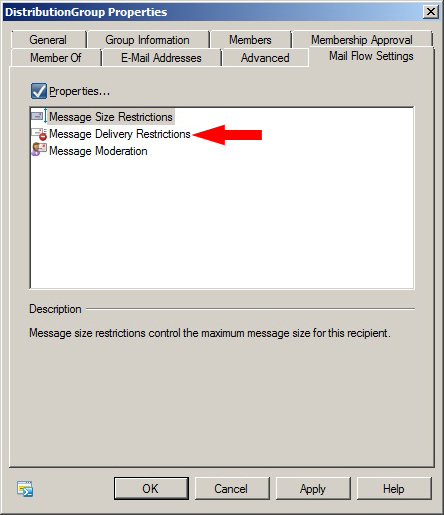 DistributionGroup Properties
General
Group Information
Members
Membership Approval
Member Of
E-Mail Addresses
Advanced
Mail Flow Settings
Properties...
Message Size Restrictions
Message Delivery Restrictions
Message Moderation
Description
Message size restrictions control the maximum message size for this recipient.
OK
Cancel
Apply
Help